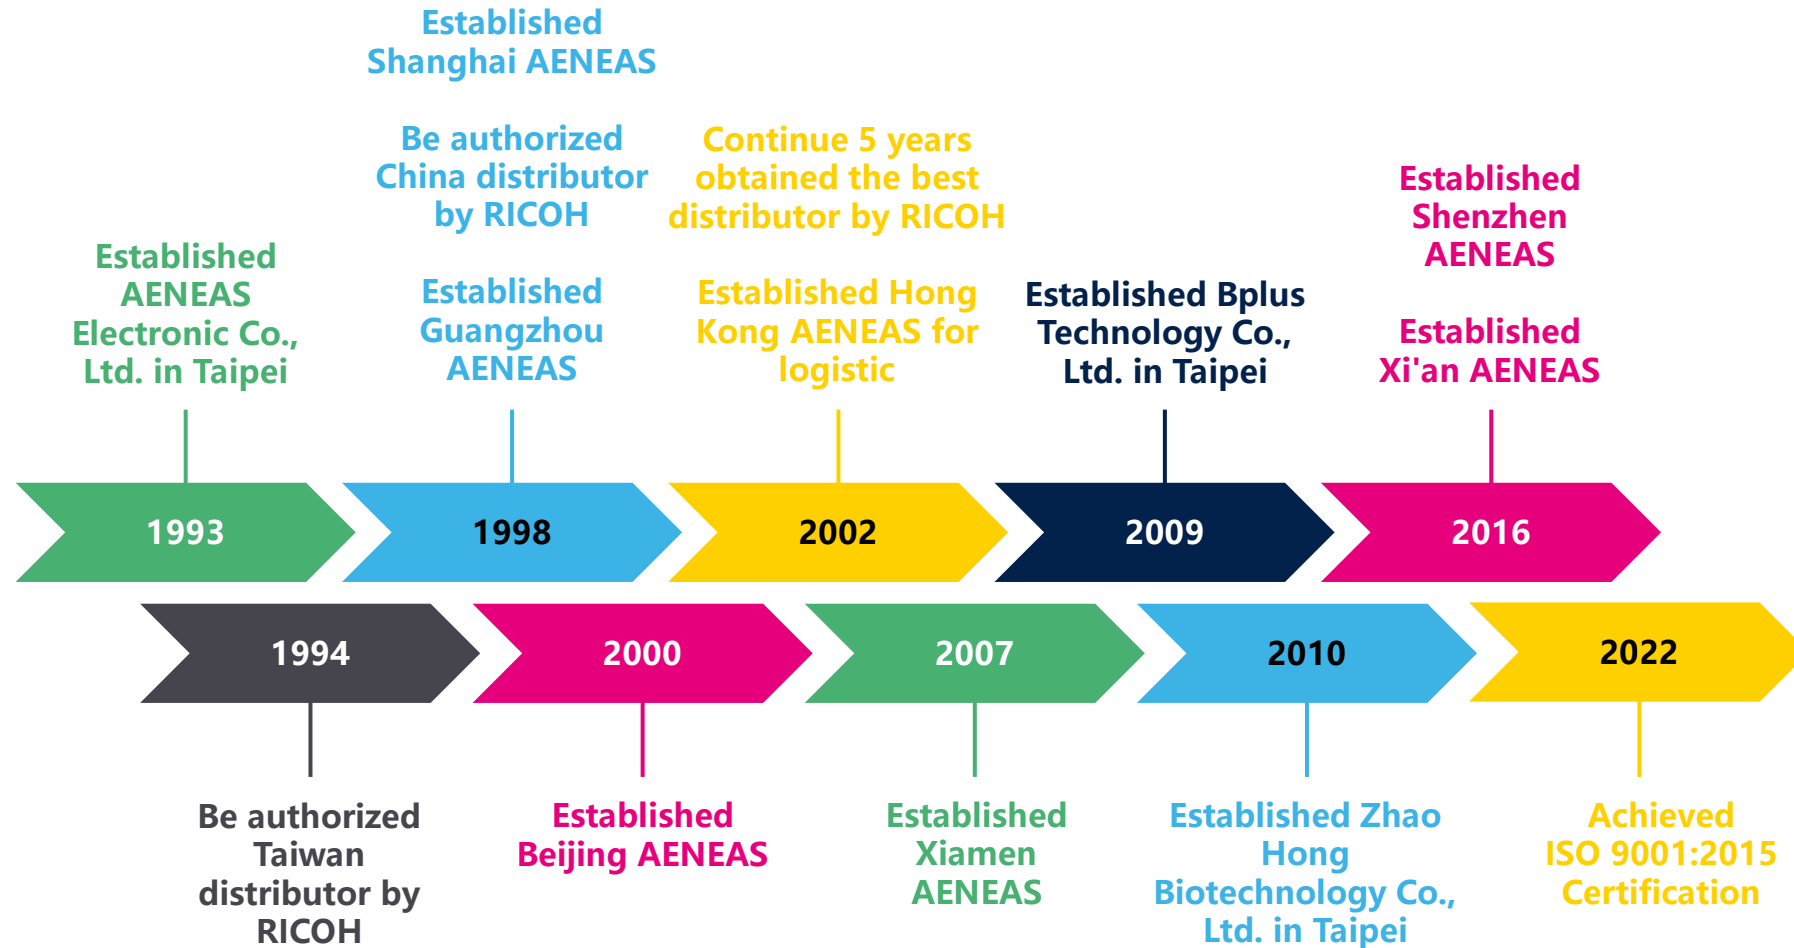 Established
Shanghai AENEAS
Be authorized
China distributor
by RICOH
Established
Guangzhou
AENEAS
Continue 5 years
obtained the best
distributor by RICOH
Established Hong
Kong AENEAS for
logistic
Established
AENEAS
Electronic Co.,
Ltd. in Taipei
Established Bplus
Technology Co.,
Ltd. in Taipei
Established
Shenzhen
AENEAS
Established
Xi'an AENEAS
1993
1998
2002
2009
2016
1994
2000
2007
2010
2022
Be authorized
Taiwan
distributor by
RICOH
Established
Beijing AENEAS
Established
Xiamen
AENEAS
Established Zhao
Hong
Biotechnology Co.,
Ltd. in Taipei
Achieved
ISO 9001:2015
Certification